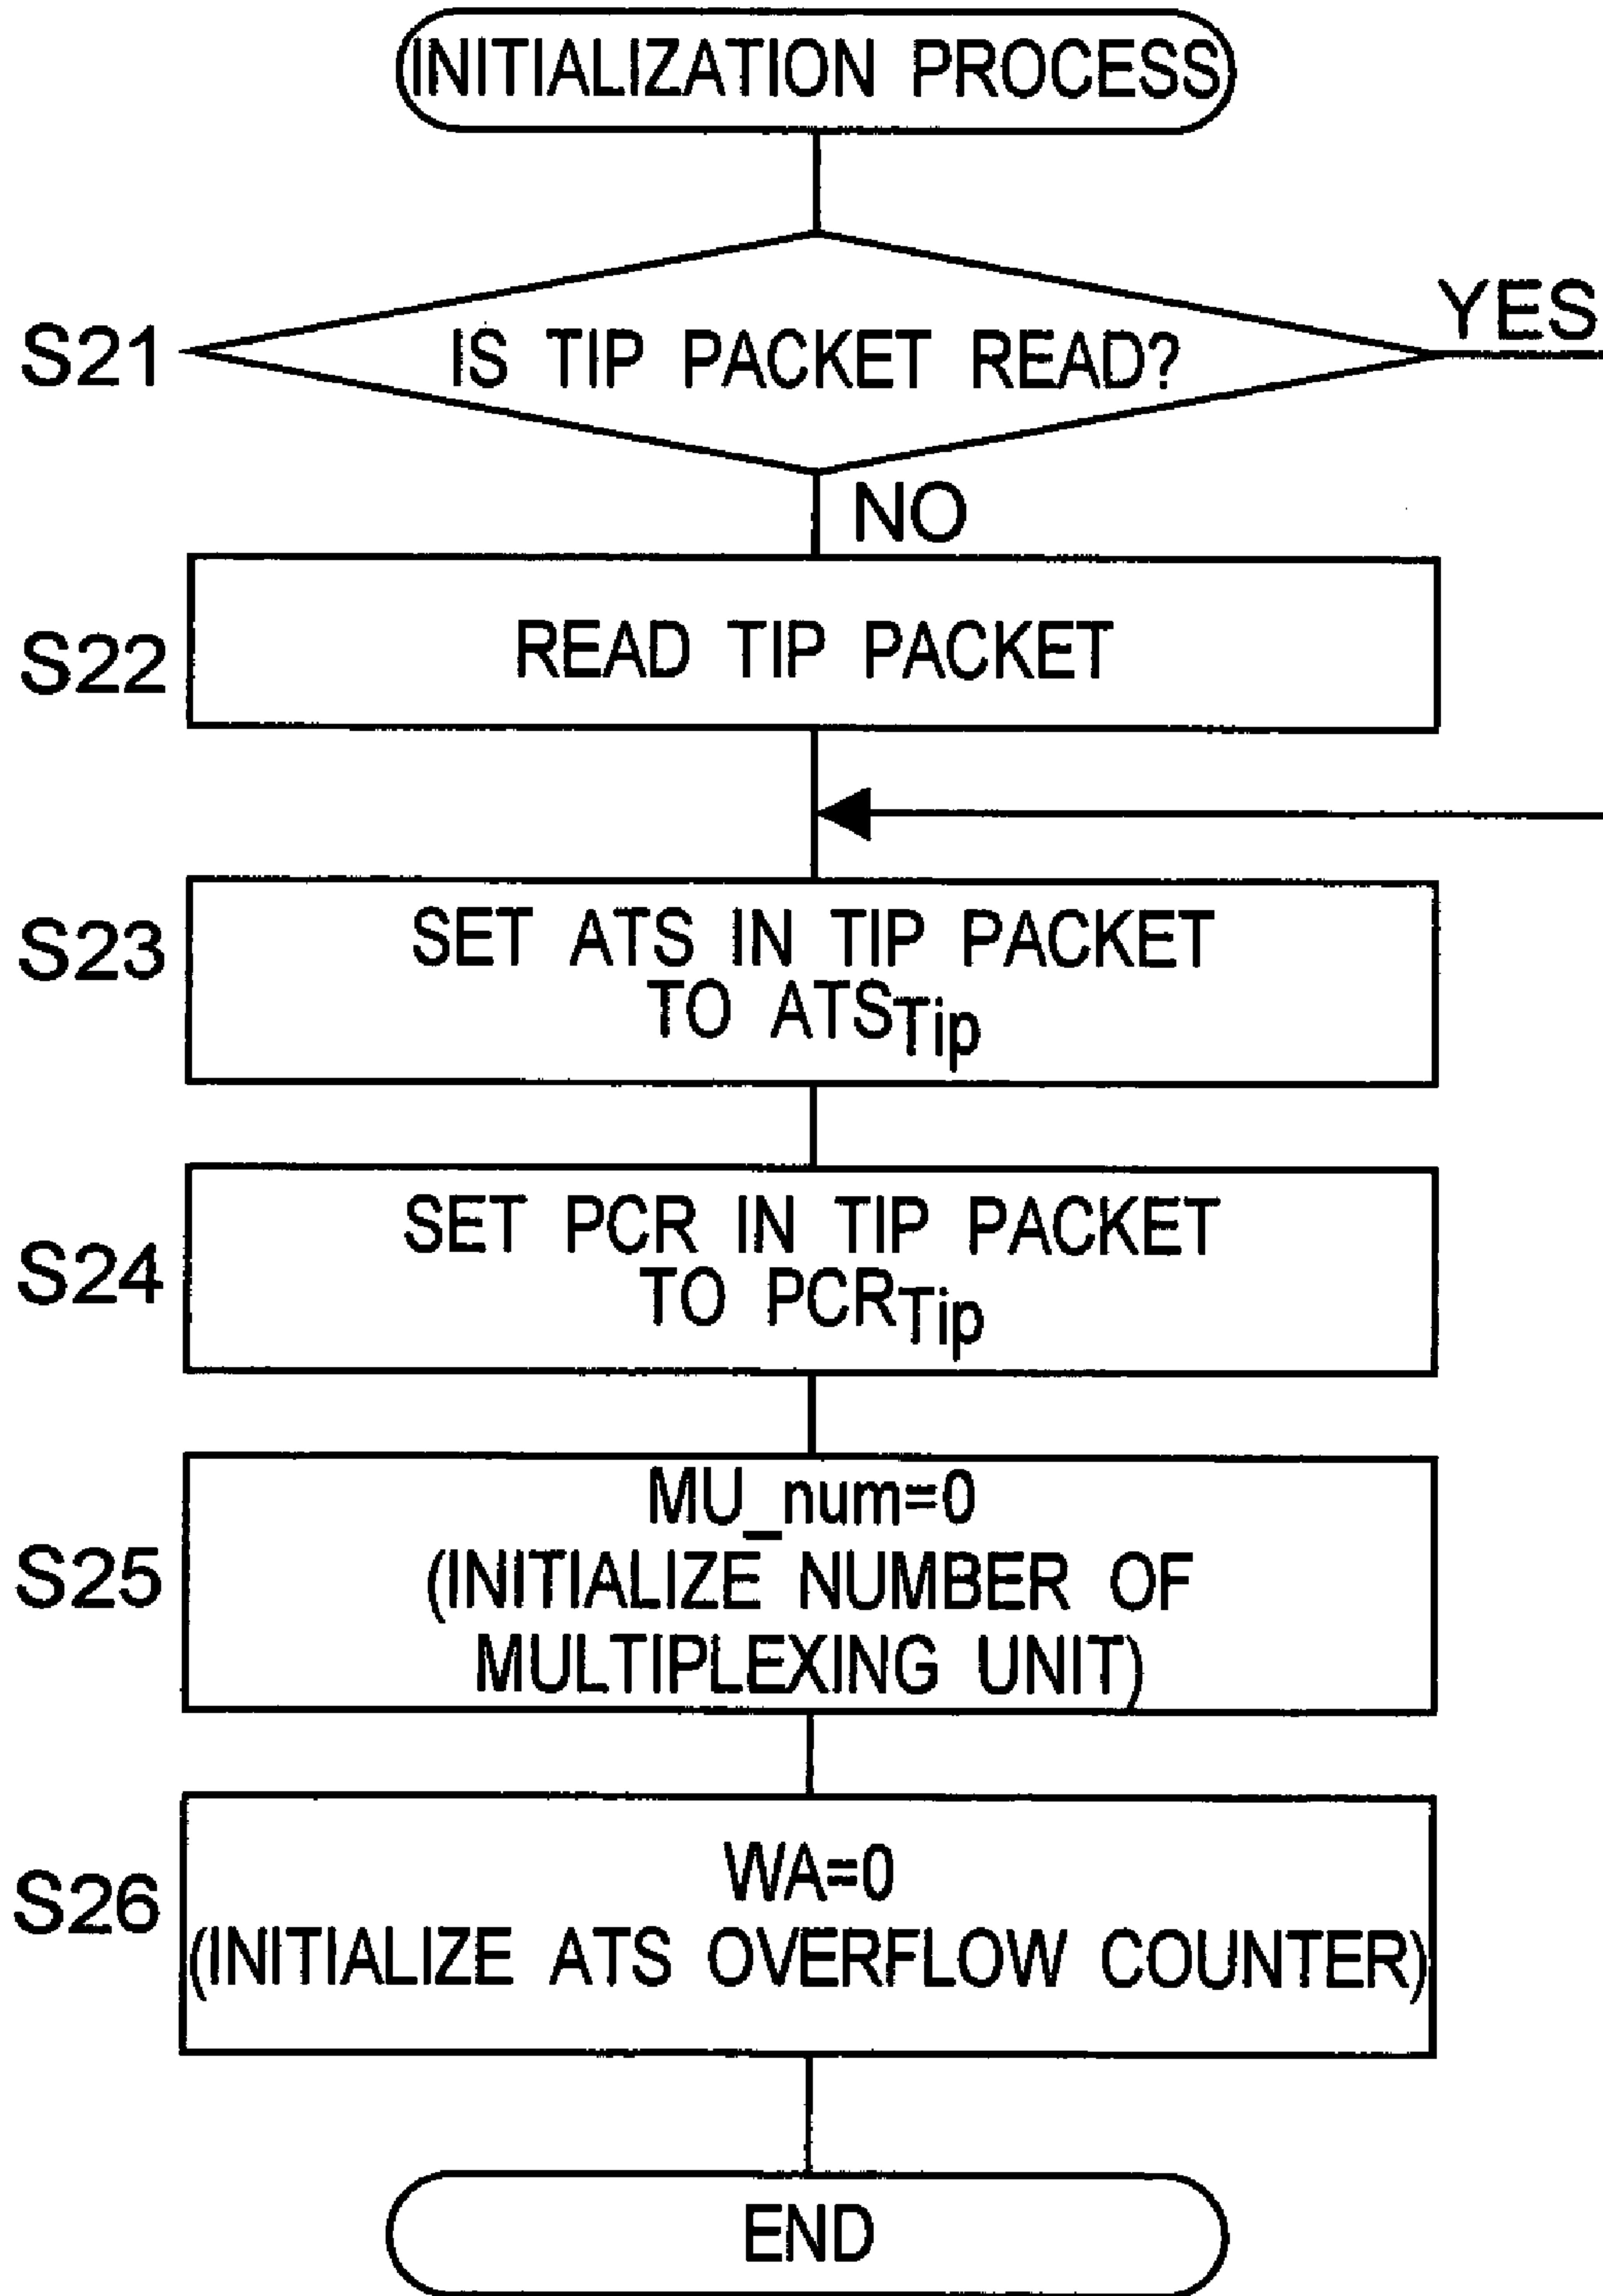 INITIALIZATION PROCESS
S21
IS TIP PACKET READ?
YES
NO
S22
READ TIP PACKET
S23
SET ATS IN TIP PACKET
TO ATSTip
S24
SET PCR IN TIP PACKET
TO PCRTip
S25
MU_num=0
(INITIALIZE NUMBER OF
MULTIPLEXING UNIT)
S26
WA=0
(INITIALIZE ATS OVERFLOW COUNTER)
END